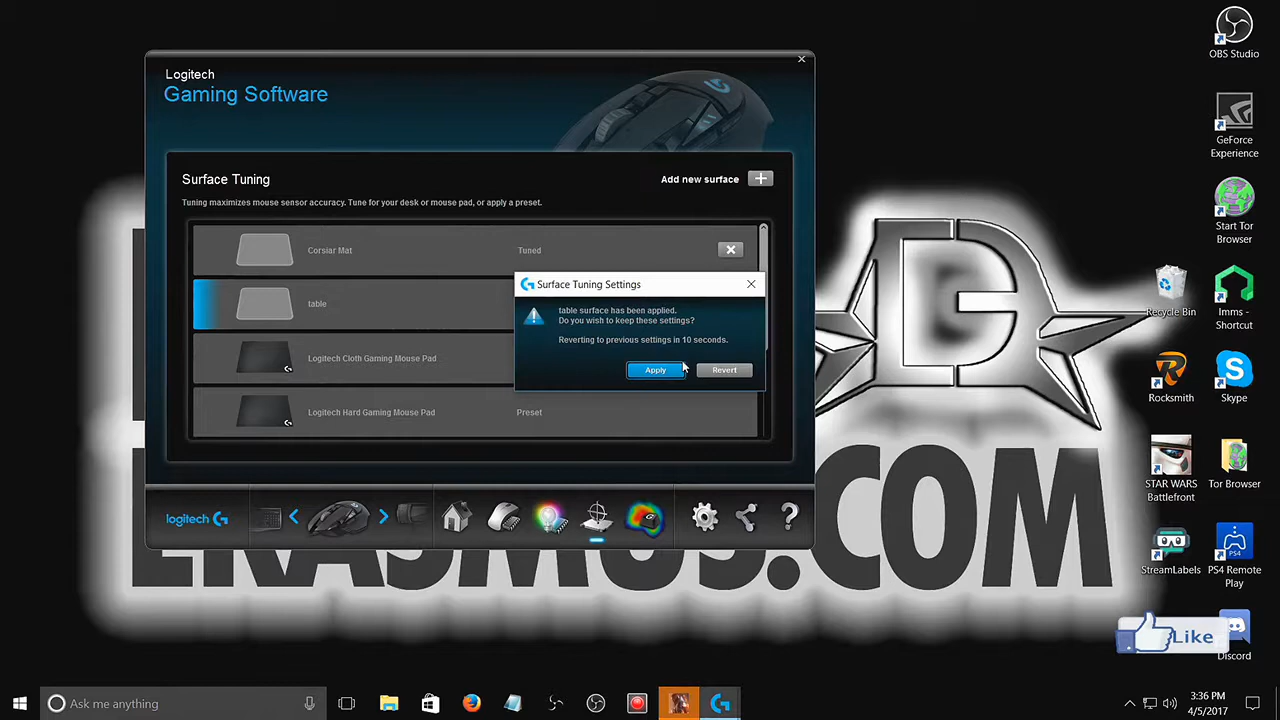 Logitech
Gaming Software
Surface Tuning
Add new surface
Tuning maximizes mouse sensor accuracy. Tune for your desk or mouse pad, or apply a preset.
Corsiar Mat
Tuned
table
Surface Tuning Settings
table surface has been applied.
Do you wish to keep these settings?
Reverting to previous settings in 10 seconds.
Apply
Revert
Logitech Cloth Gaming Mouse Pad
Logitech Hard Gaming Mouse Pad
Preset
logitech
ERASMUS.COM
OBS Studio
GeForce
Experience
Start Tor
Browser
Recycle Bin
Imms -
Shortcut
Rocksmith
Skype
STAR WARS
Battlefront
Tor Browser
StreamLabels
PS4
PS4 Remote
Play
Like
Discord
Ask me anything
3:36 PM
4/5/2017